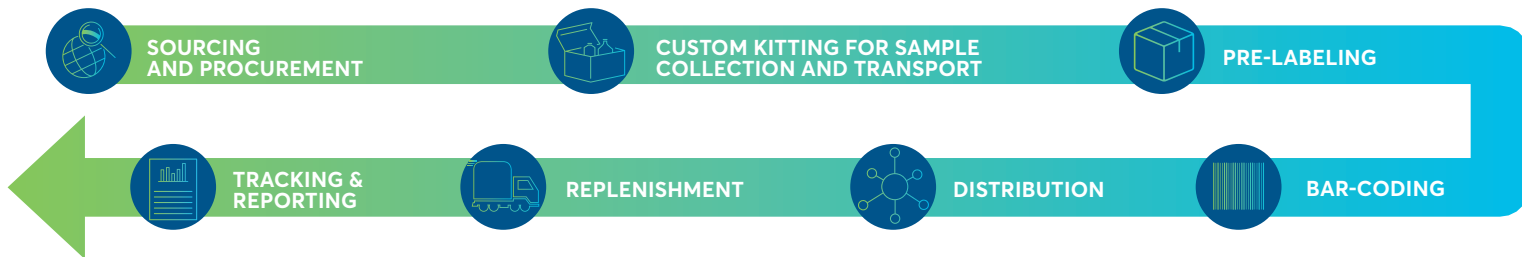 SOURCING
AND PROCUREMENT
CUSTOM KITTING FOR SAMPLE
COLLECTION AND TRANSPORT
PRE-LABELING
BAR-CODING
DISTRIBUTION
REPLENISHMENT
TRACKING &
REPORTING